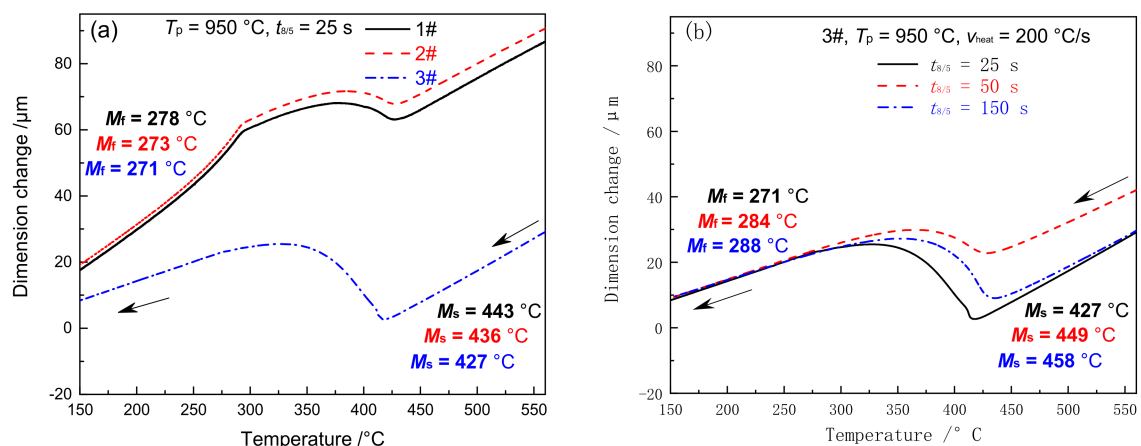 (a)
Tp = 950 °C, t8/5 = 25 s
1#
2#
3#
Mf = 278 °C
Mf = 273 °C
Mf = 271 °C
Ms = 443 °C
Ms = 436 °C
Ms = 427 °C
Dimension change /μm
80
60
40
20
0
-20
150 200 250 300 350 400 450 500 550
Temperature /°C
(b)
3#, Tp = 950 °C, vheat = 200 °C/s
t8/5 = 25 s
t8/5 = 50 s
t8/5 = 150 s
Mf = 271 °C
Mf = 284 °C
Mf = 288 °C
Ms = 427 °C
Ms = 449 °C
Ms = 458 °C
Dimension change / μm
80
60
40
20
0
-20
150 200 250 300 350 400 450 500 550
Temperature /° C